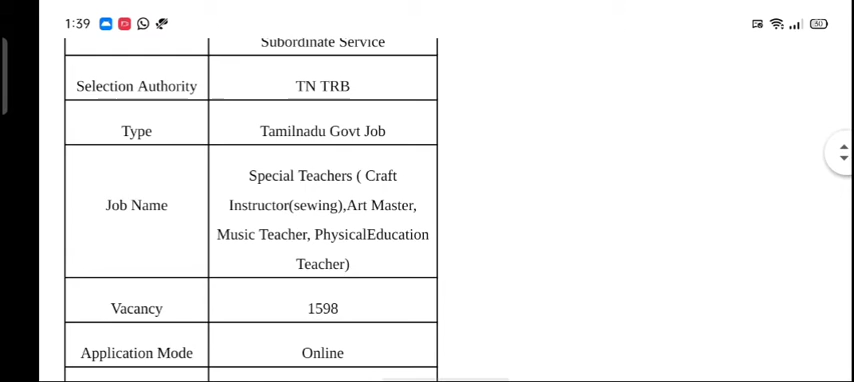 1:39
80
Subordinate Service
Selection Authority TN TRB
Type Tamilnadu Govt Job
Special Teachers ( Craft
Job Name Instructor(sewing),Art Master,
Music Teacher, PhysicalEducation
Teacher)
Vacancy 1598
Application Mode Online